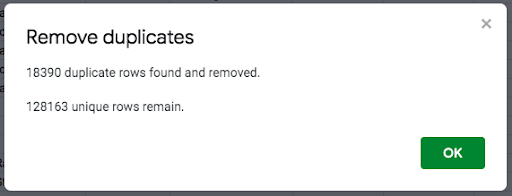 Remove duplicates
18390 duplicate rows found and removed.
128163 unique rows remain.
OK